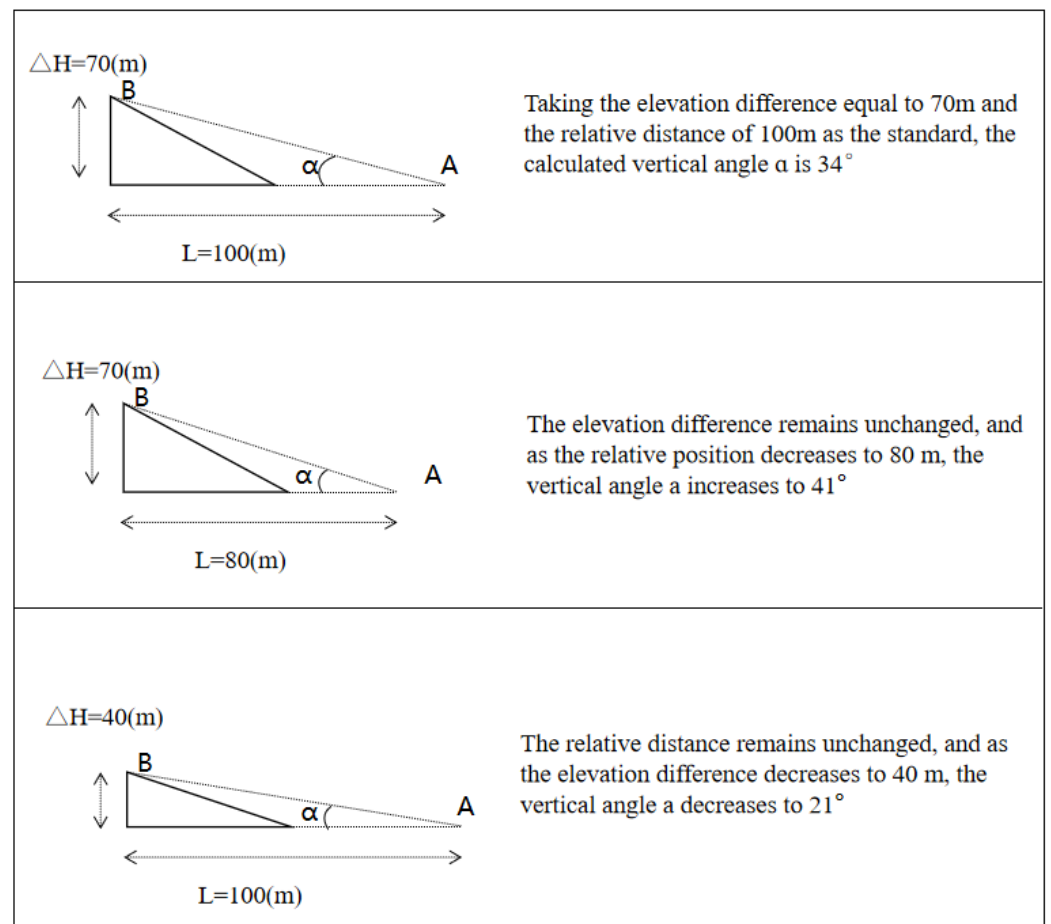 △H=70(m)
B
α
A
L=100(m)
Taking the elevation difference equal to 70m and
the relative distance of 100m as the standard, the
calculated vertical angle α is 34°
△H=70(m)
B
α
A
L=80(m)
The elevation difference remains unchanged, and
as the relative position decreases to 80 m, the
vertical angle a increases to 41°
△H=40(m)
B
α
A
L=100(m)
The relative distance remains unchanged, and as
the elevation difference decreases to 40 m, the
vertical angle a decreases to 21°